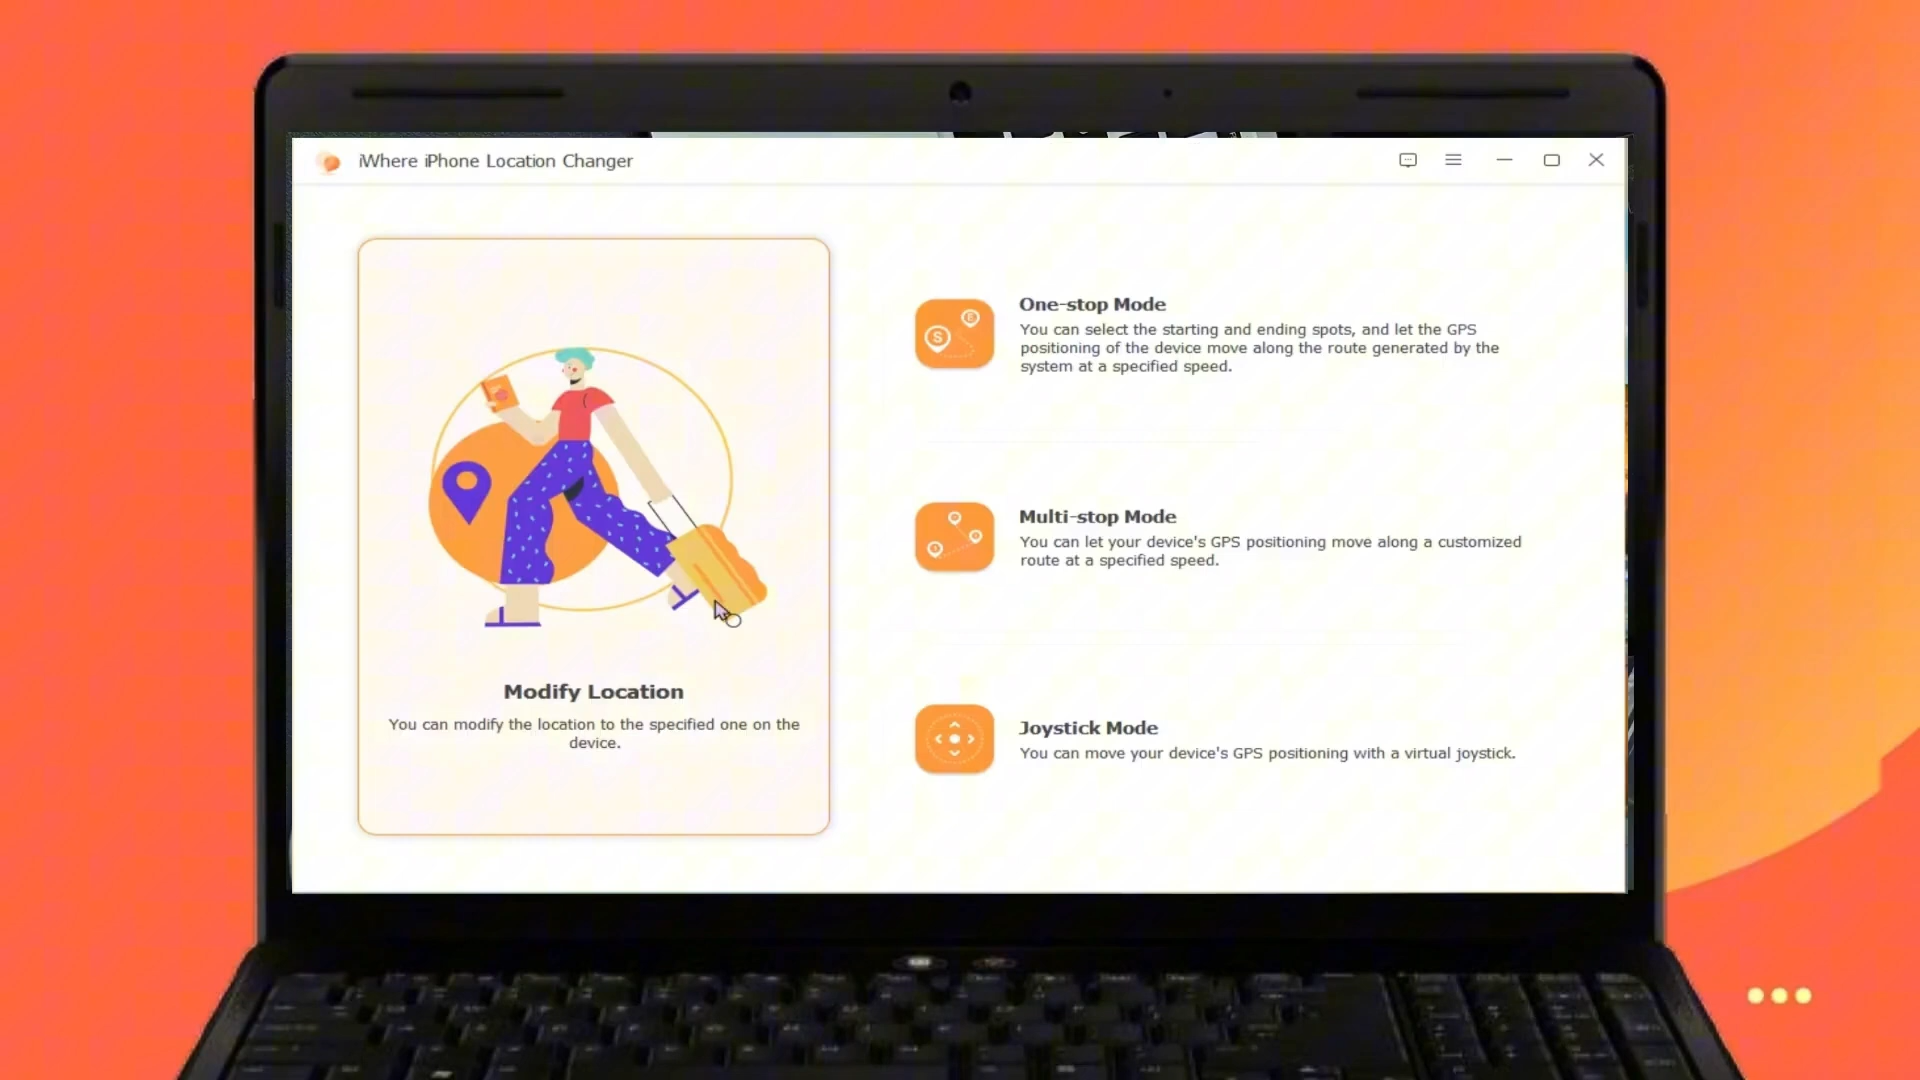 iWhere iPhone Location Changer
Modify Location
You can modify the location to the specified one on the
device.
One-stop Mode
You can select the starting and ending spots, and let the GPS
positioning of the device move along the route generated by the
system at a specified speed.
Multi-stop Mode
You can let your device's GPS positioning move along a customized
route at a specified speed.
Joystick Mode
You can move your device's GPS positioning with a virtual joystick.
S
E